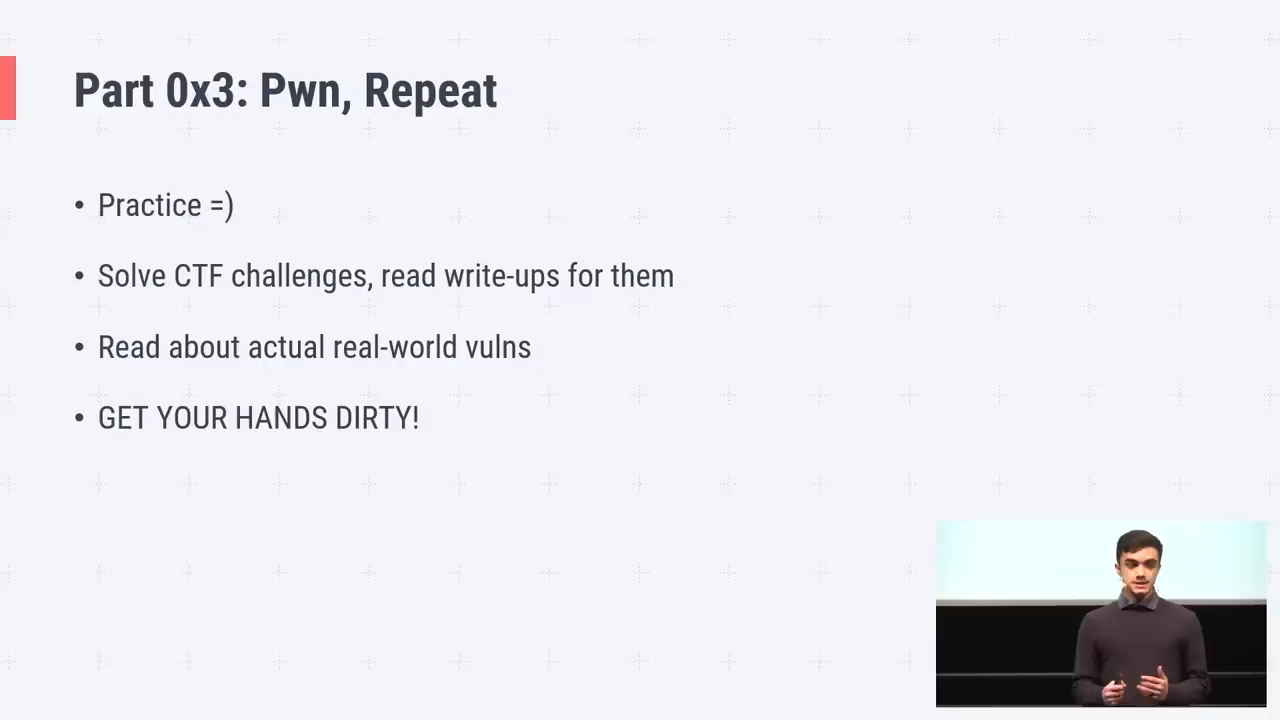 Part 0x3: Pwn, Repeat
• Practice =)
• Solve CTF challenges, read write-ups for them
• Read about actual real-world vulns
• GET YOUR HANDS DIRTY!